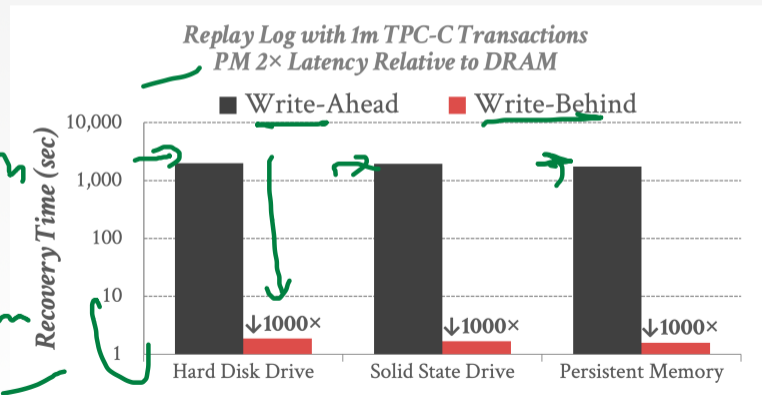 Replay Log with 1m TPC-C Transactions
PM 2× Latency Relative to DRAM
Write-Ahead Write-Behind
Recovery Time (sec)
10,000
1,000
100
10
1
↓1000× ↓1000× ↓1000×
Hard Disk Drive Solid State Drive Persistent Memory